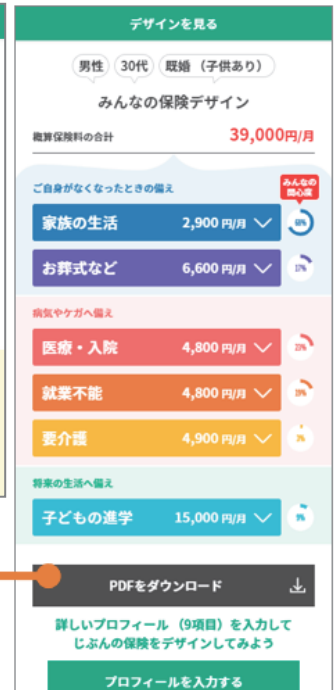 デザインを見る
男性 30代 既婚 （子供あり）
みんなの保険デザイン
概算保険料の合計 39,000円/月
みんなの
関心度
ご自身がなくなったときの備え
家族の生活 2,900 円/月
お葬式など 6,600 円/月 17%
病気やケガへ備え
医療・入院 4,800 円/月
就業不能 4,800 円/月
要介護 4,900 円/月
将来の生活へ備え
子どもの進学 15,000 円/月
PDFをダウンロード
詳しいプロフィール （9項目）を入力して
じぶんの保険をデザインしてみよう
プロフィールを入力する